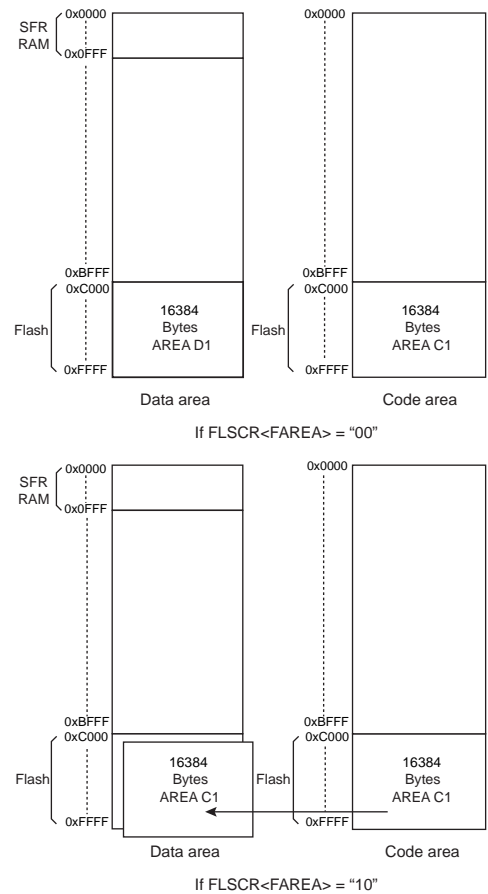 0x0000
SFR
RAM
0x0FFF
0xBFFF
0xC000
Flash
16384
Bytes
AREA D1
0xFFFF
Data area
0x0000
0xBFFF
0xC000
Flash
16384
Bytes
AREA C1
0xFFFF
Code area
If FLSCR<FAREA> = “00”
0x0000
SFR
RAM
0x0FFF
0xBFFF
0xC000
Flash
16384
Bytes
AREA C1
0xFFFF
Data area
0x0000
0xBFFF
0xC000
Flash
16384
Bytes
AREA C1
0xFFFF
Code area
If FLSCR<FAREA> = “10”